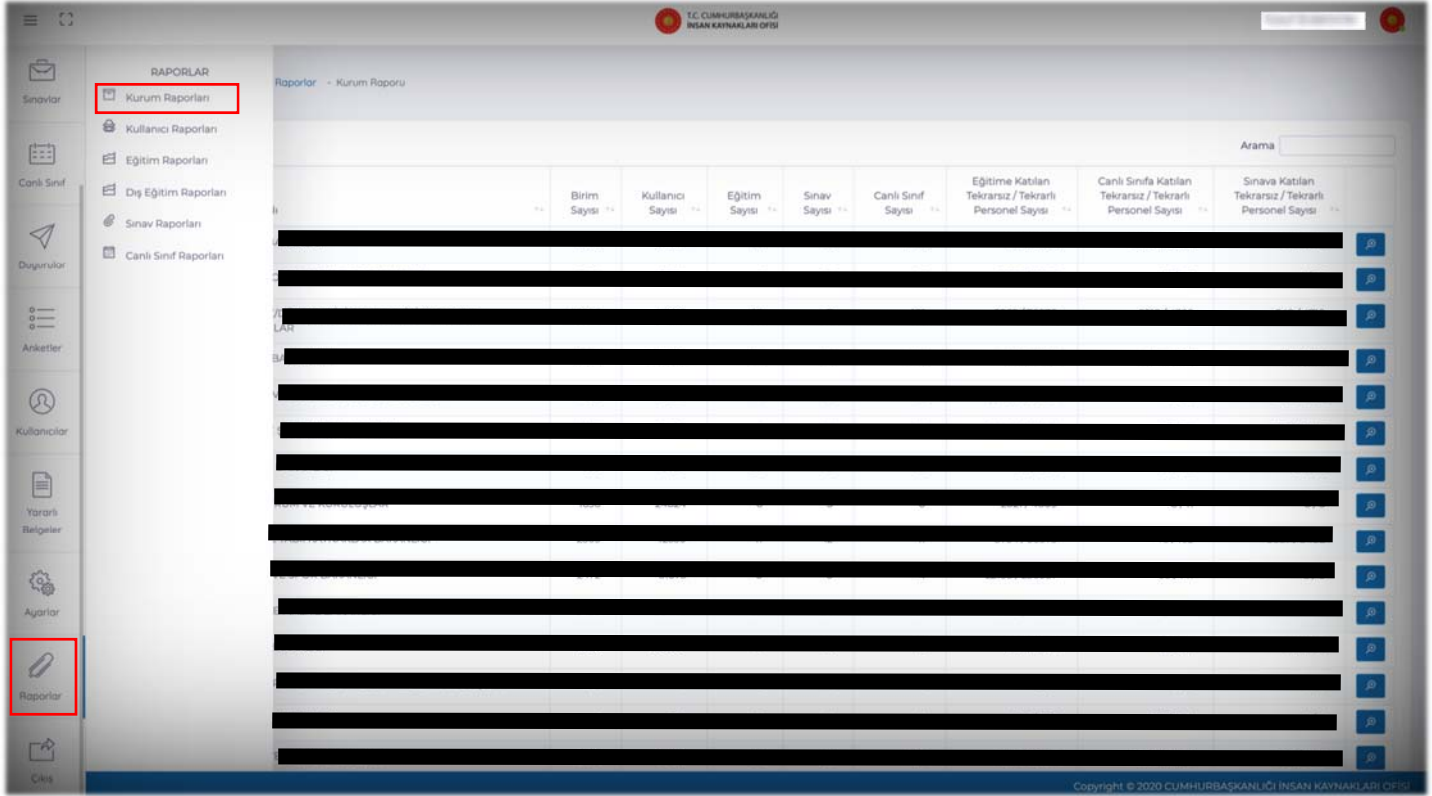 T.C. CUMHURBAŞKANLIĞI
İNSAN KAYNAKLARI OFİSİ
Sınavlar
Canlı Sınıf
Duyurular
Anketler
Kullanıcılar
Yararlı
Belgeler
Ayarlar
Raporlar
Çıkış
RAPORLAR
Kurum Raporları
Kullanıcı Raporları
Eğitim Raporları
Dış Eğitim Raporları
Sınav Raporları
Canlı Sınıf Raporları
Raporlar - Kurum Raporu
Arama
Birim
Sayısı
Kullanıcı
Sayısı
Eğitim
Sayısı
Sınav
Sayısı
Canlı Sınıf
Sayısı
Eğitime Katılan
Tekrarsız / Tekrarlı
Personel Sayısı
Canlı Sınıfa Katılan
Tekrarsız / Tekrarlı
Personel Sayısı
Sınava Katılan
Tekrarsız / Tekrarlı
Personel Sayısı
LAR
Copyright © 2020 CUMHURBAŞKANLIĞI İNSAN KAYNAKLARI OFİSİ